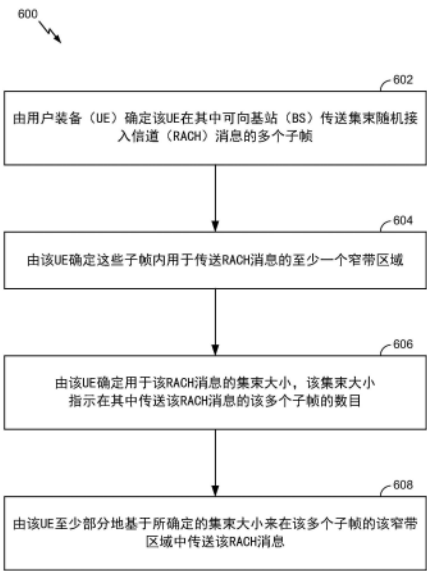 600
602
由用户装备（UE）确定该UE在其中可向基站（BS）传送集束随机接
入信道（RACH）消息的多个子帧
604
由该UE确定这些子帧内用于传送RACH消息的至少一个窄带区域
606
由该UE确定用于该RACH消息的集束大小，该集束大小
指示在其中传送该RACH消息的该多个子帧的数目
608
由该UE至少部分地基于所确定的集束大小来在该多个子帧的该窄带
区域中传送该RACH消息